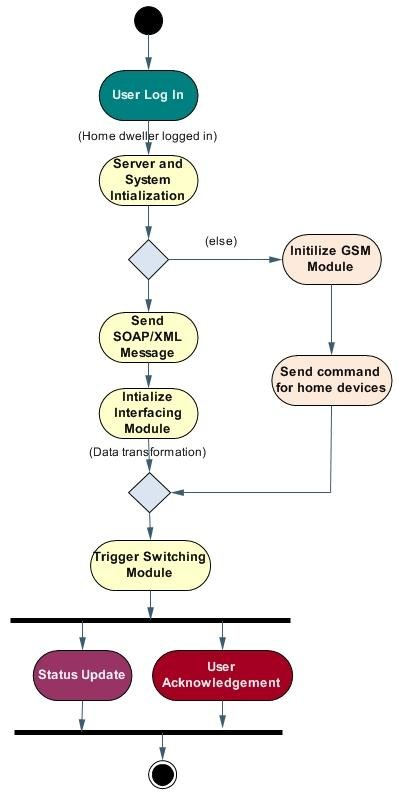 User Log In
(Home dweller logged in)
Server and
System
Intialization
(else)
Initilize GSM
Module
Send
SOAP/XML
Message
Send command
for home devices
Intialize
Interfacing
Module
(Data transformation)
Trigger Switching
Module
Status Update
User
Acknowledgement